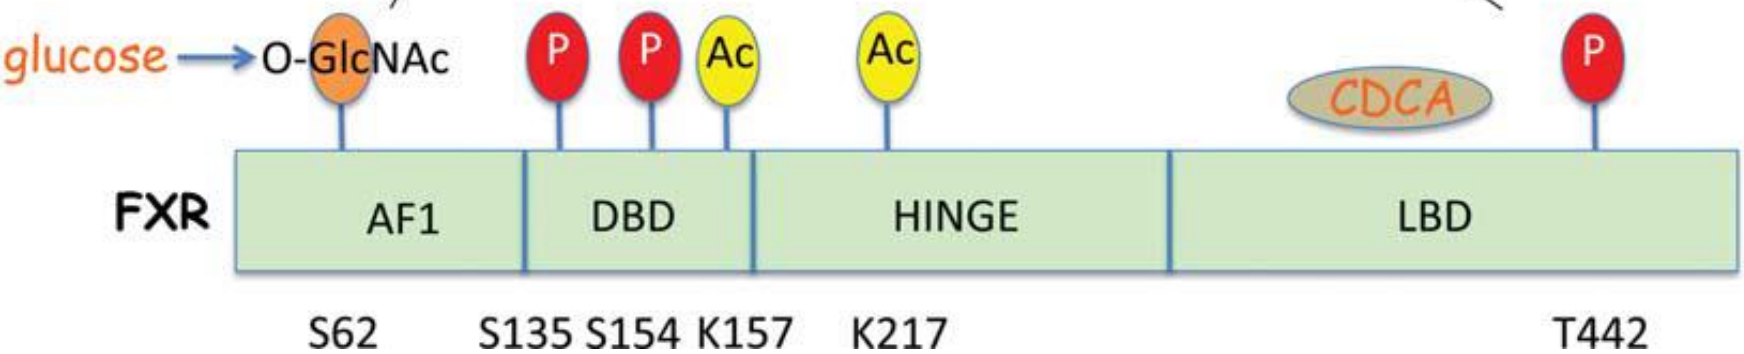 glucose O-GlcNAc P P Ac Ac P
CDCA
FXR AF1 DBD HINGE LBD
S62 S135 S154 K157 K217 T442